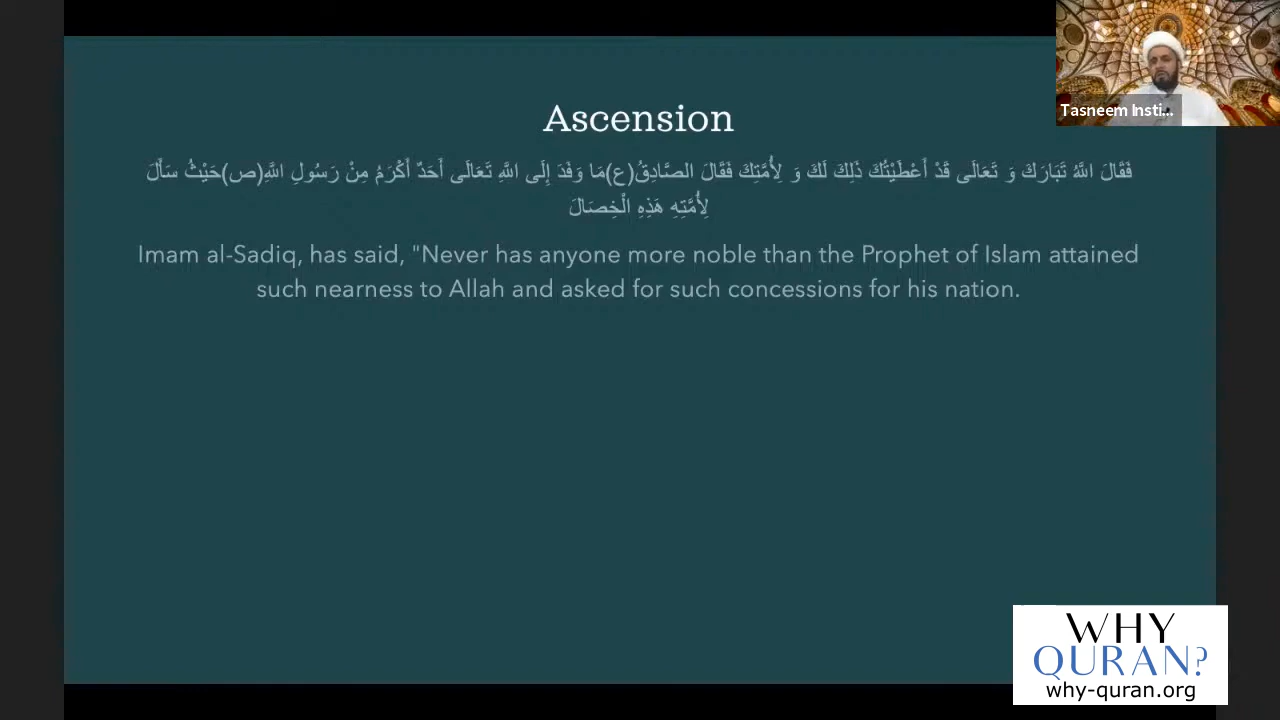 Ascension
فَقَالَ اللَّهُ تَبَارَكَ وَ تَعَالَى قَدْ أَعْطَيْتُكَ ذَلِكَ لَكَ وَ لِأُمَّتِكَ فَقَالَ الصَّادِقُ(ع)مَا وَفَدَ إِلَى اللَّهِ تَعَالَى أَحَدٌ أَكْرَمُ مِنْ رَسُولِ اللَّهِ(ص)حَيْثُ سَأَلَ
لِأُمَّتِهِ هَذِهِ الْخِصَالَ
Imam al-Sadiq, has said, "Never has anyone more noble than the Prophet of Islam attained
such nearness to Allah and asked for such concessions for his nation.
Tasneem Insti...
WHY
QURAN?
why-quran.org